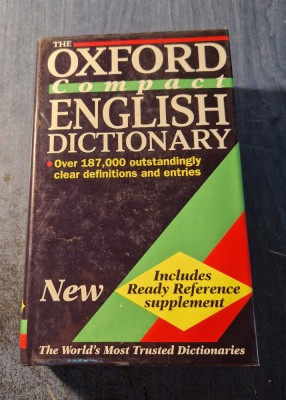 THE
OXFORD
Compact
ENGLISH
DICTIONARY
Over 187,000 outstandingly
clear definitions and entries
New
Includes
Ready Reference
supplement
The World's Most Trusted Dictionaries